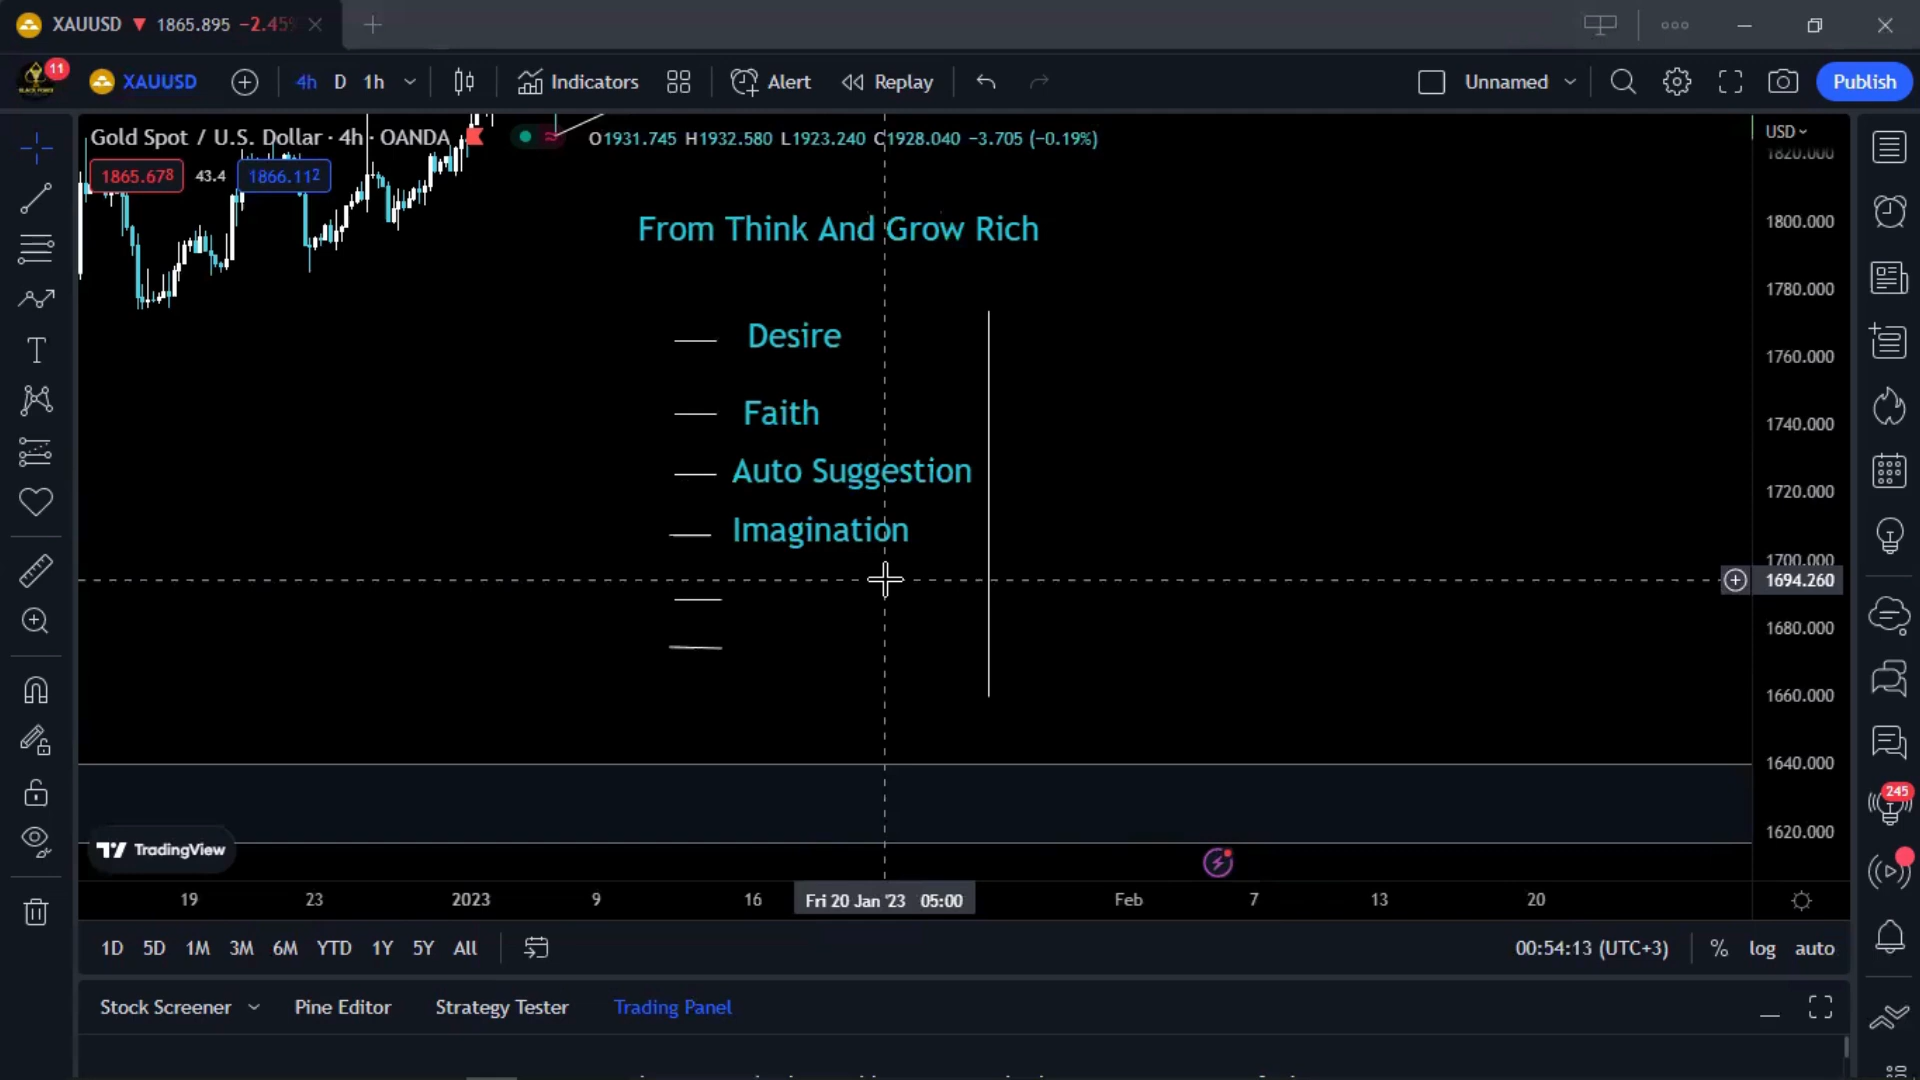 XAUUSD ▼ 1865.895 −2.45%
11 XAUUSD 4h D 1h Indicators Alert Replay Unnamed Publish
Gold Spot / U.S. Dollar · 4h · OANDA O1931.745 H1932.580 L1923.240 C1928.040 −3.705 (−0.19%)
USD
1820.000
1865.678 43.4 1866.112
From Think And Grow Rich
1800.000
1780.000
Desire
1760.000
Faith
1740.000
Auto Suggestion
1720.000
Imagination
1700.000
1694.260
1680.000
1660.000
1640.000
245
1620.000
TradingView
19 23 2023 9 16 Fri 20 Jan '23 05:00 Feb 7 13 20
1D 5D 1M 3M 6M YTD 1Y 5Y All 00:54:13 (UTC+3) % log auto
Stock Screener Pine Editor Strategy Tester Trading Panel